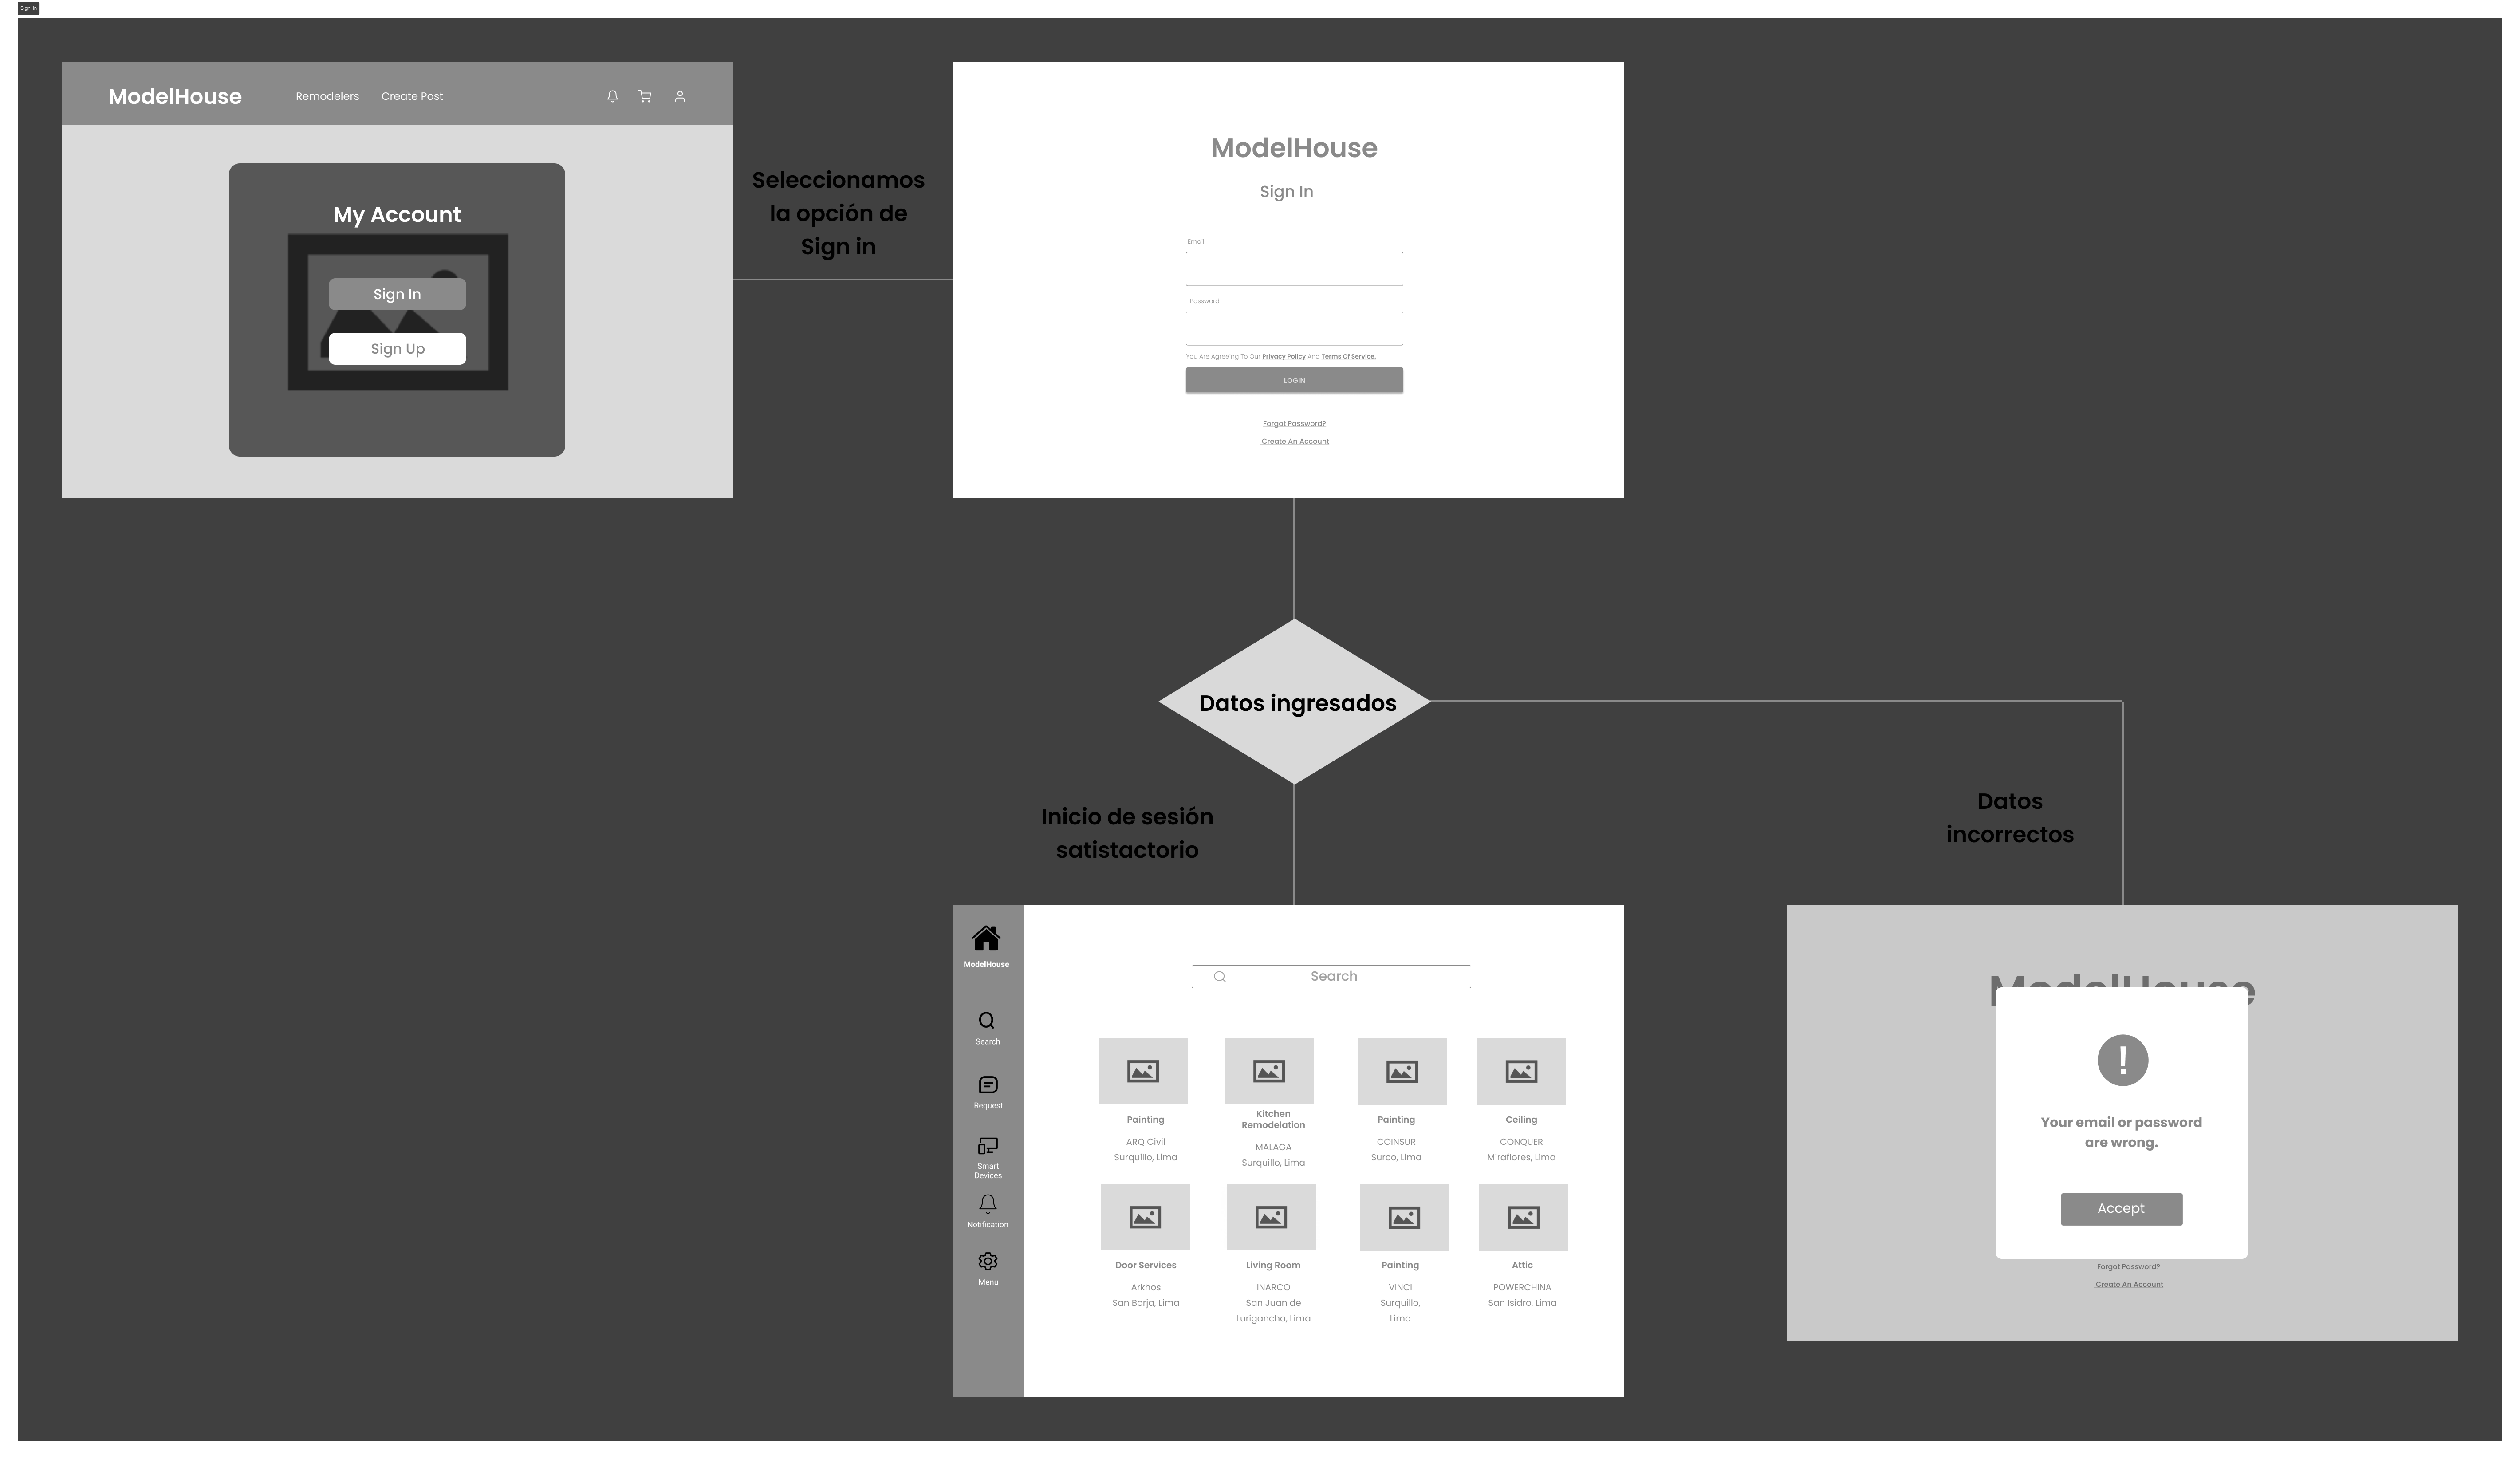 Sign-In
ModelHouse
Remodelers
Create Post
My Account
Sign In
Sign Up
Seleccionamos
la opción de
Sign in
ModelHouse
Sign In
Email
Password
You Are Agreeing To Our Privacy Policy And Terms Of Service.
LOGIN
Forgot Password?
Create An Account
Datos ingresados
Inicio de sesión
satistactorio
Datos
incorrectos
ModelHouse
Search
Request
Smart
Devices
Notification
Menu
Search
Painting
ARQ Civil
Surquillo, Lima
Kitchen
Remodelation
MALAGA
Surquillo, Lima
Painting
COINSUR
Surco, Lima
Ceiling
CONQUER
Miraflores, Lima
Door Services
Arkhos
San Borja, Lima
Living Room
INARCO
San Juan de
Lurigancho, Lima
Painting
VINCI
Surquillo,
Lima
Attic
POWERCHINA
San Isidro, Lima
ModelHouse
!
Your email or password
are wrong.
Accept
Forgot Password?
Create An Account